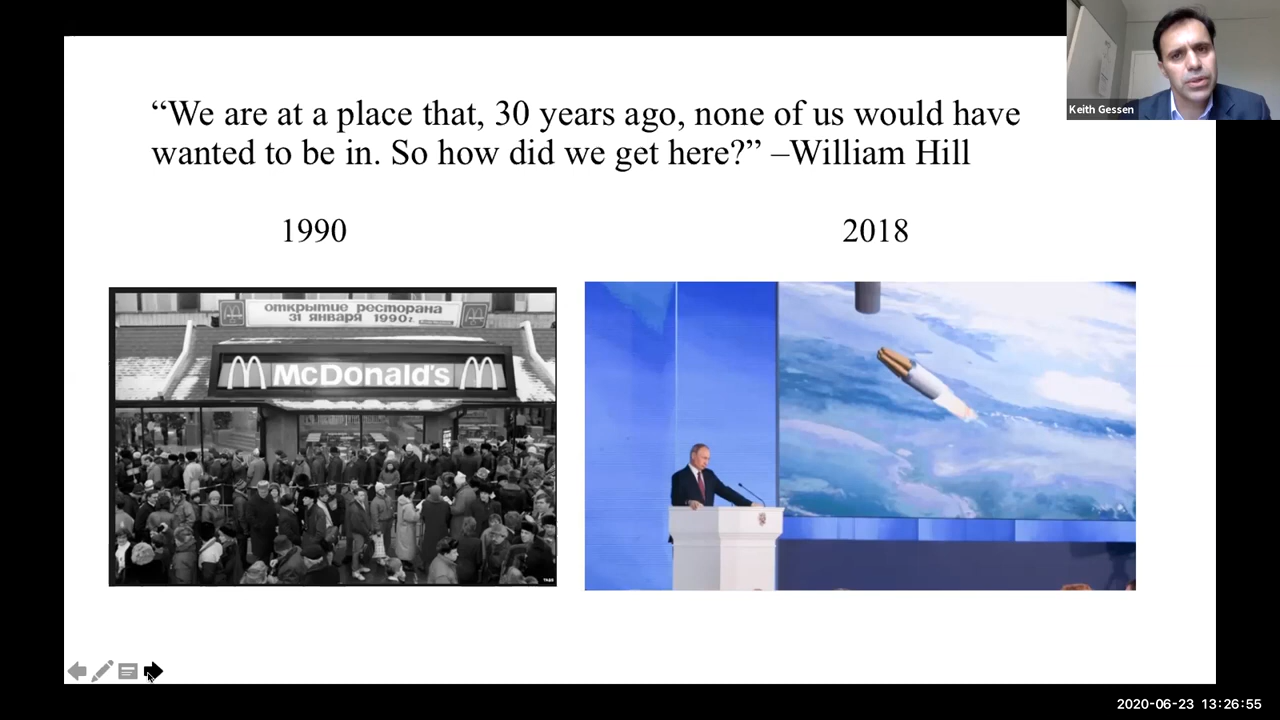 “We are at a place that, 30 years ago, none of us would have
wanted to be in. So how did we get here?” –William Hill
Keith Gessen
1990
2018
открытие ресторана
31 января 1990г.
McDonald's
2020-06-23 13:26:55